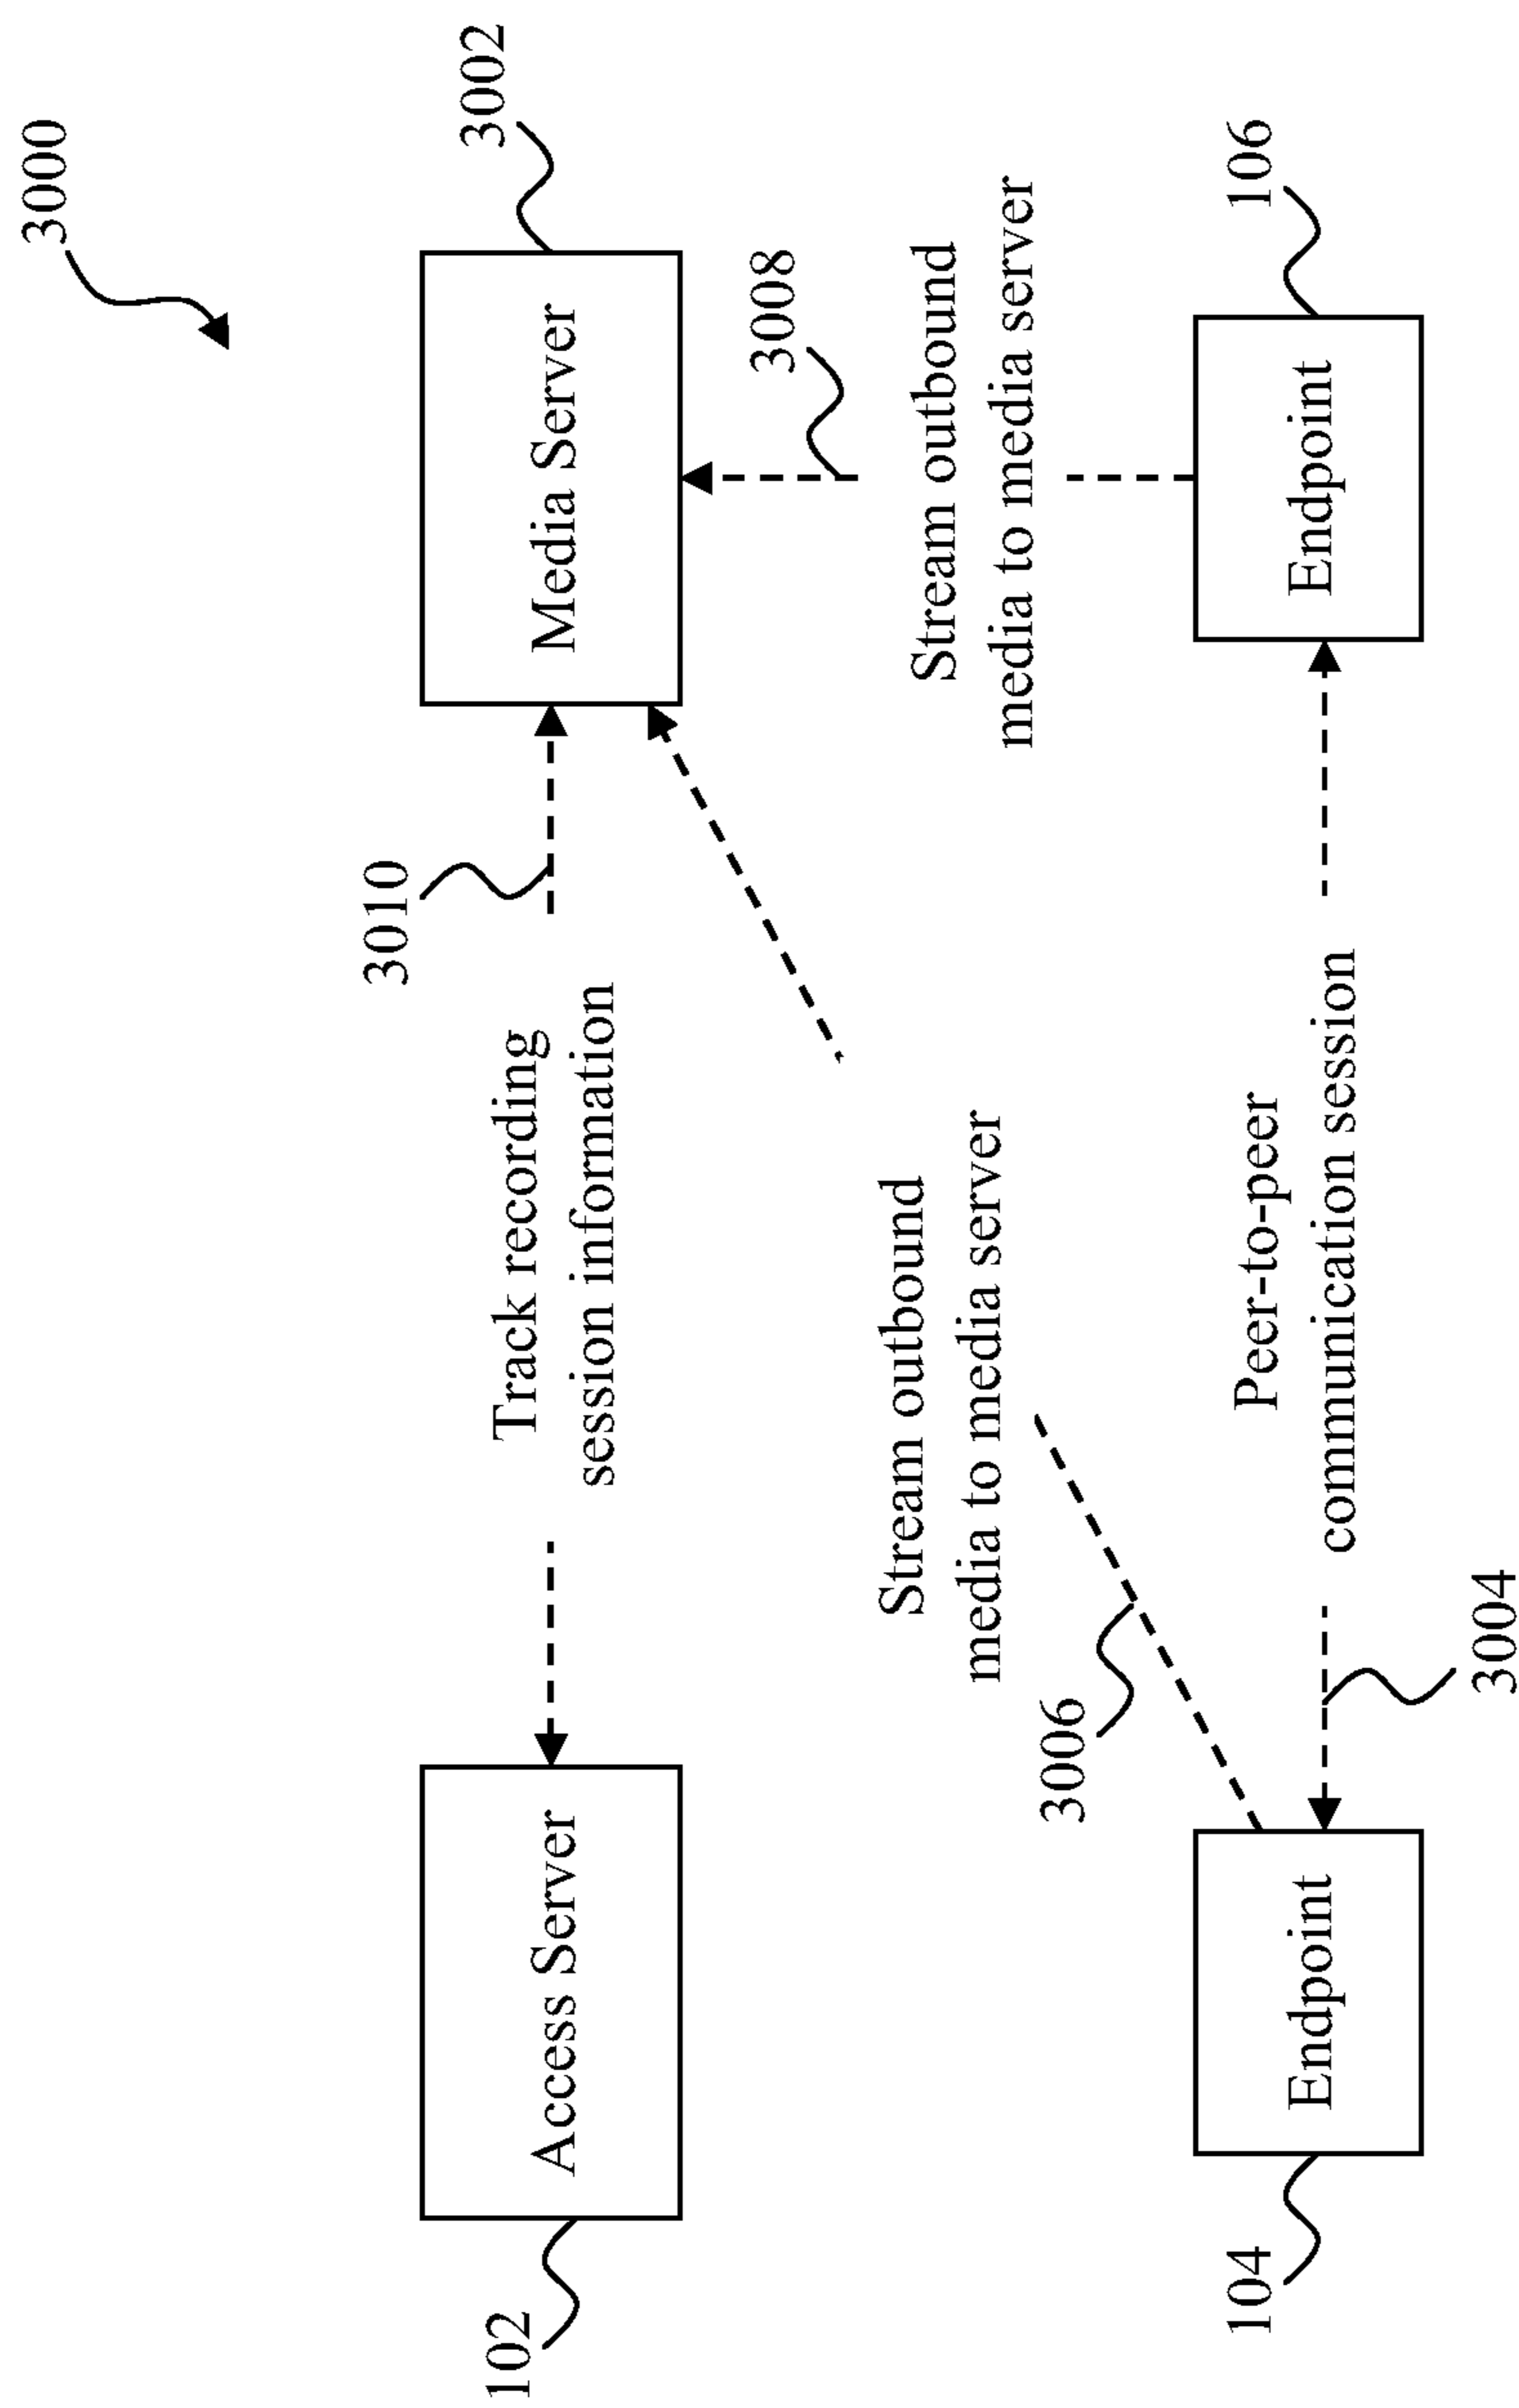 3000
102
Access Server
Track recording
session information
3010
Media Server
3002
Stream outbound
media to media server
3006
Stream outbound
media to media server
3008
104
Endpoint
3004
Peer-to-peer
communication session
Endpoint
106